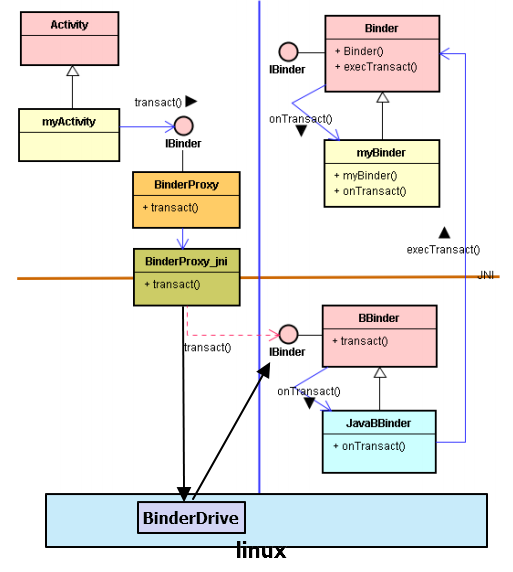 Activity
myActivity
transact() ▶
IBinder
BinderProxy
+ transact()
BinderProxy_jni
+ transact()
transact()
Binder
+ Binder()
+ execTransact()
IBinder
onTransact()
myBinder
+ myBinder()
+ onTransact()
execTransact()
JNI
BBinder
+ transact()
IBinder
onTransact()
JavaBBinder
+ onTransact()
BinderDrive
linux